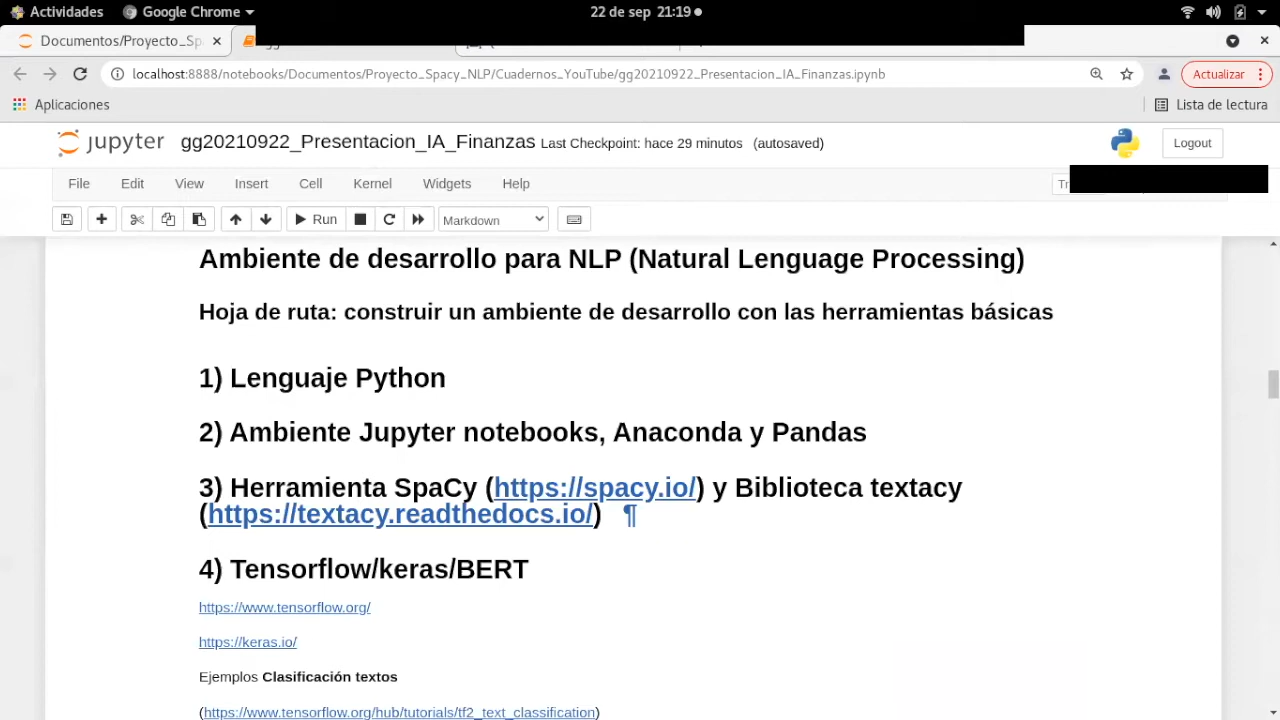 Actividades Google Chrome 22 de sep 21:19
Documentos/Proyecto_Sp
localhost:8888/notebooks/Documentos/Proyecto_Spacy_NLP/Cuadernos_YouTube/gg20210922_Presentacion_IA_Finanzas.ipynb Actualizar
Aplicaciones Lista de lectura
jupyter gg20210922_Presentacion_IA_Finanzas Last Checkpoint: hace 29 minutos (autosaved) Logout
File Edit View Insert Cell Kernel Widgets Help
Run Markdown
Ambiente de desarrollo para NLP (Natural Lenguage Processing)
Hoja de ruta: construir un ambiente de desarrollo con las herramientas básicas
1) Lenguaje Python
2) Ambiente Jupyter notebooks, Anaconda y Pandas
3) Herramienta SpaCy (https://spacy.io/) y Biblioteca textacy
(https://textacy.readthedocs.io/) ¶
4) Tensorflow/keras/BERT
https://www.tensorflow.org/
https://keras.io/
Ejemplos Clasificación textos
(https://www.tensorflow.org/hub/tutorials/tf2_text_classification)